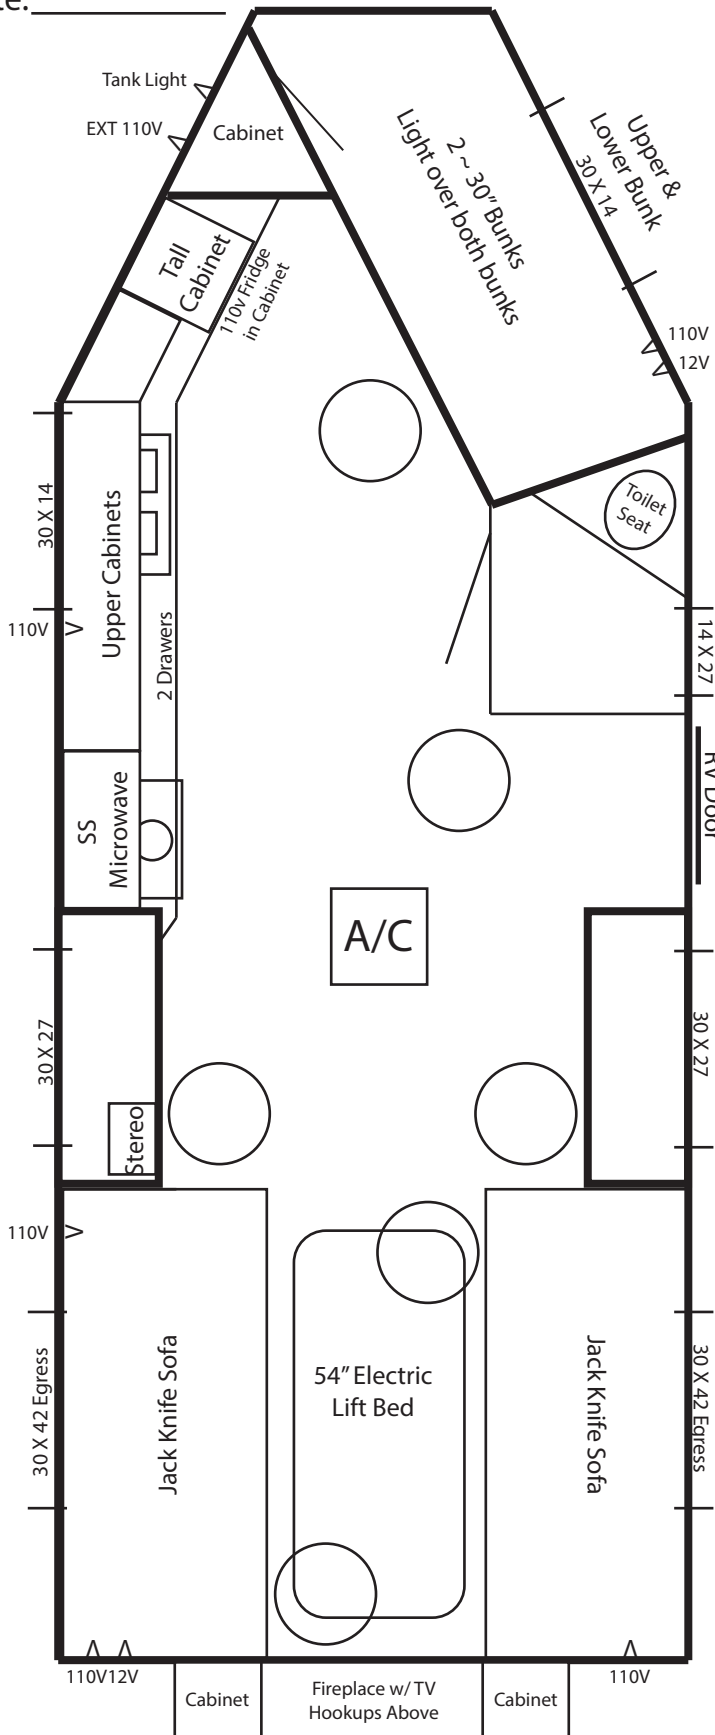 Tank Light
EXT 110V
Cabinet
2 ~ 30" Bunks
Light over both bunks
Upper &
Lower Bunk
30 X 14
Tall
Cabinet
110v Fridge
in Cabinet
110V
12V
Toilet
Seat
30 X 14
Upper Cabinets
110V
2 Drawers
14 X 27
RV Door
SS
Microwave
A/C
30 X 27
30 X 27
Stereo
110V
54" Electric
Lift Bed
Jack Knife Sofa
Jack Knife Sofa
30 X 42 Egress
30 X 42 Egress
110V12V
110V
Cabinet
Fireplace w/ TV
Hookups Above
Cabinet